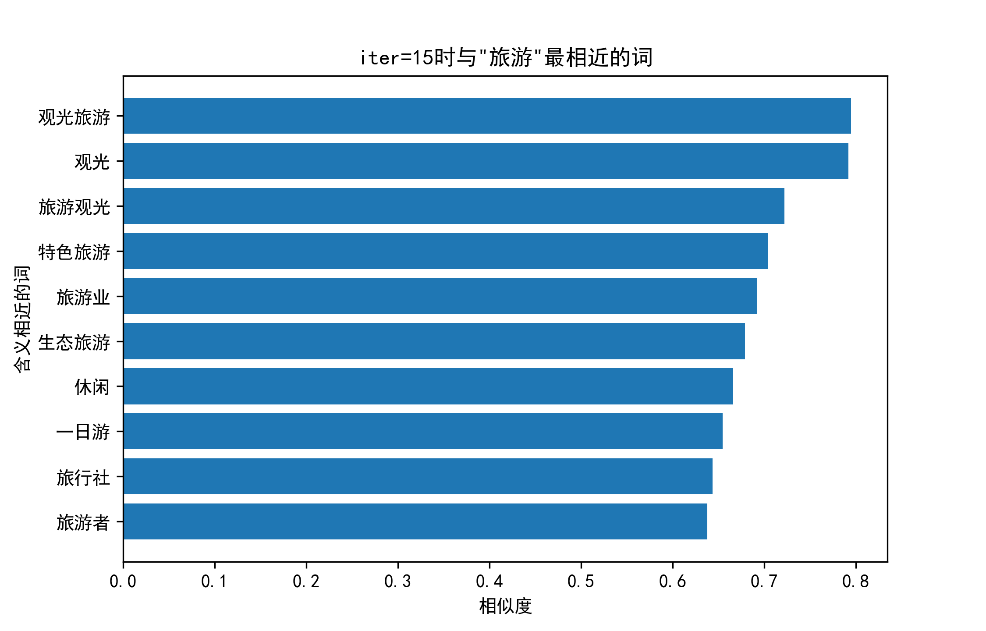 iter=15时与"旅游"最相近的词
含义相近的词
观光旅游
观光
旅游观光
特色旅游
旅游业
生态旅游
休闲
一日游
旅行社
旅游者
0.0 0.1 0.2 0.3 0.4 0.5 0.6 0.7 0.8
相似度